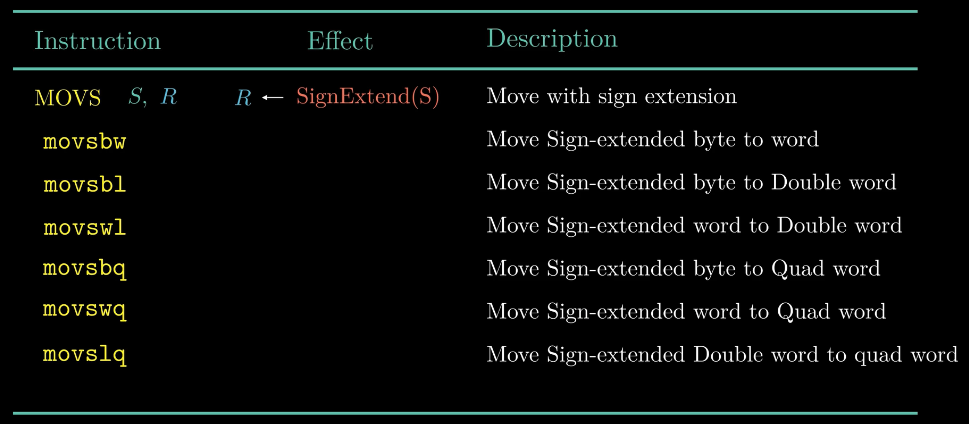 Instruction Effect Description
MOVS S, R R ← SignExtend(S) Move with sign extension
movsbw Move Sign-extended byte to word
movsbl Move Sign-extended byte to Double word
movswl Move Sign-extended word to Double word
movsbq Move Sign-extended byte to Quad word
movswq Move Sign-extended word to Quad word
movslq Move Sign-extended Double word to quad word